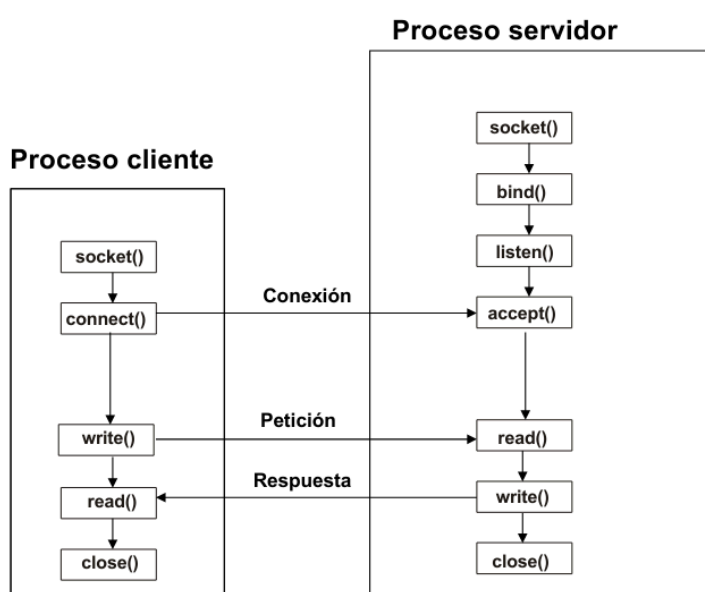 Proceso servidor
socket()
bind()
listen()
accept()
read()
write()
close()
Proceso cliente
socket()
connect()
write()
read()
close()
Conexión
Petición
Respuesta